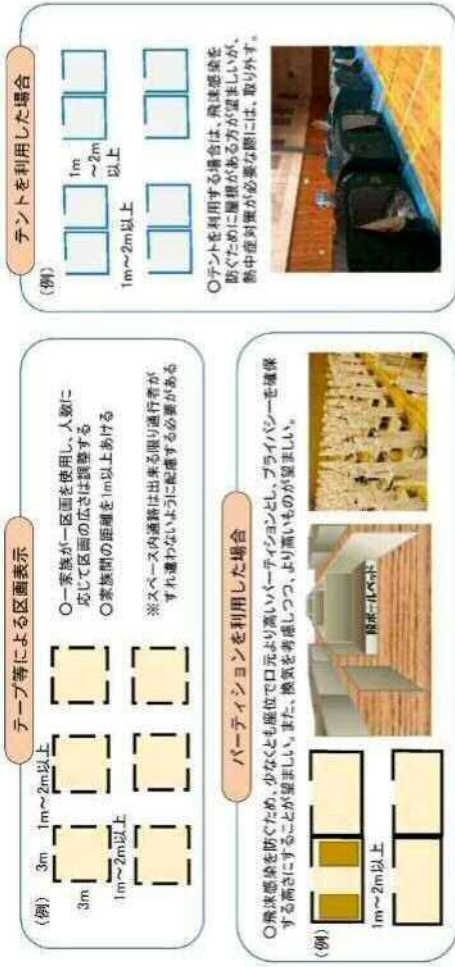 テープ等による区画表示
(例)
3m
1m～2m以上
3m
1m～2m以上
○一家族が一区画を使用し、人数に
応じて区画の広さは調整する
○家族間の距離を1m以上あける
※スペース内通路は出来る限り通行者が
すれ違わないように配慮する必要がある
パーティションを利用した場合
○飛沫感染を防ぐため、少なくとも座位で口元より高いパーティションとし、プライバシーを確保
する高さにすることが望ましい。また、換気を考慮しつつ、より高いものが望ましい。
(例)
1m～2m以上
段ボールベッド
テントを利用した場合
(例)
1m
～2m
以上
1m～2m以上
○テントを利用する場合は、飛沫感染を
防ぐために屋根がある方が望ましいが、
熱中症対策が必要な際には、取り外す。